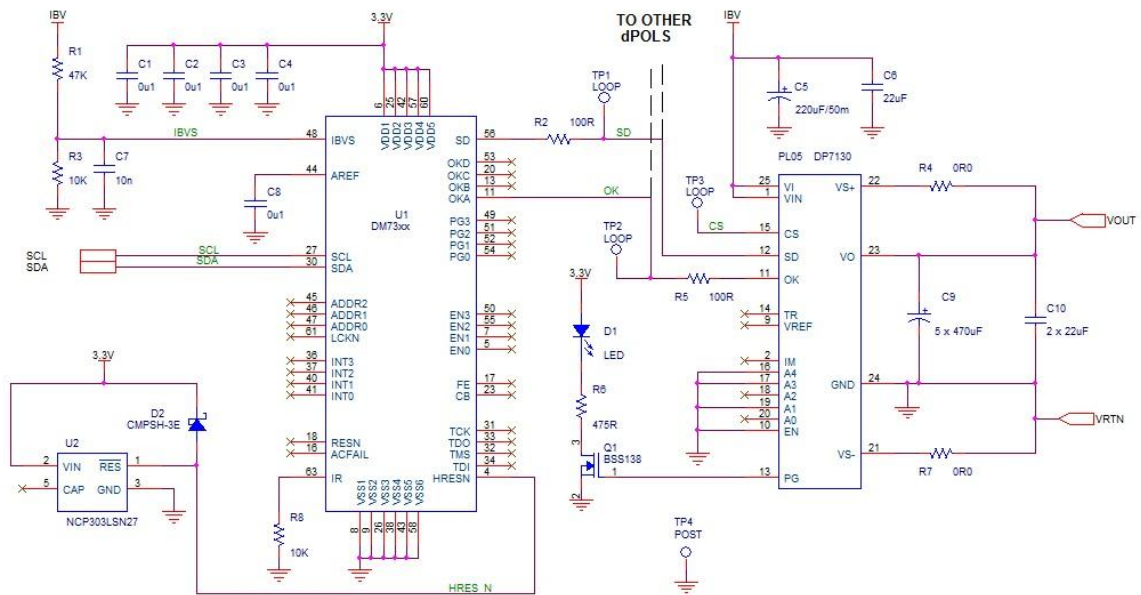 IBV
3.3V
TO OTHER
dPOLS
IBV
R1
47K
C1
0u1
C2
0u1
C3
0u1
C4
0u1
6
25
42
57
60
VDD1
VDD2
VDD3
VDD4
VDD5
TP1
LOOP
C5
220uF/50m
C6
22uF
IBVS
48
IBVS
SD
56
R2
100R
SD
R3
10K
C7
10n
44
AREF
C8
0u1
U1
DM73xx
OKD
53
OKC
20
OKB
13
OKA
11
OK
PG3
49
PG2
51
PG1
52
PG0
54
TP2
LOOP
TP3
LOOP
PL05 DP7130
25
VI
1
VIN
VS+
22
R4
0R0
VOUT
CS
15
CS
12
SD
VO
23
11
OK
R5
100R
SCL
SDA
SCL
27
SCL
SDA
30
SDA
45
ADDR2
46
ADDR1
47
ADDR0
61
LCKN
EN3
50
EN2
55
EN1
7
EN0
5
3.3V
D1
LED
14
TR
9
VREF
C9
5 x 470uF
C10
2 x 22uF
36
INT3
37
INT2
40
INT1
41
INT0
FE
17
CB
23
R6
475R
2
IM
16
A4
17
A3
18
A2
19
A1
20
A0
10
EN
GND
24
VRTN
3.3V
D2
CMPSH-3E
U2
2
VIN
RES
1
5
CAP
GND
3
NCP303LSN27
18
RESN
16
ACFAIL
TCK
31
TDO
33
TMS
32
TDI
34
63
IR
HRESN
4
3
Q1
BSS138
1
2
13
PG
VS-
21
R7
0R0
R8
10K
VSS1
VSS2
VSS3
VSS4
VSS5
VSS6
8
9
26
38
43
58
TP4
POST
HRES_N